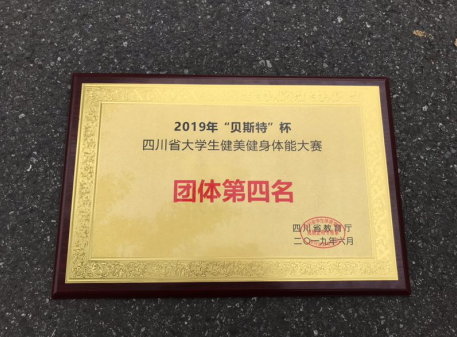 2019年“贝斯特”杯
四川省大学生健美健身体能大赛
团体第四名
四川省教育厅
二〇一九年六月